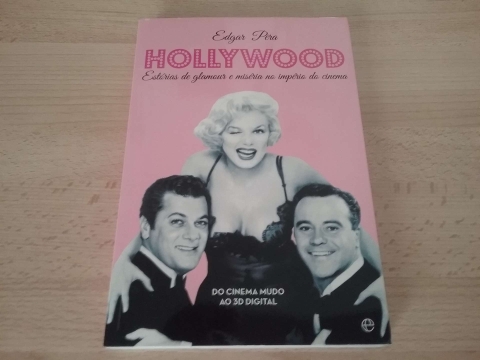 Edgar Pêra
HOLLYWOOD
Estórias de glamour e miséria no império do cinema
DO CINEMA MUDO
AO 3D DIGITAL